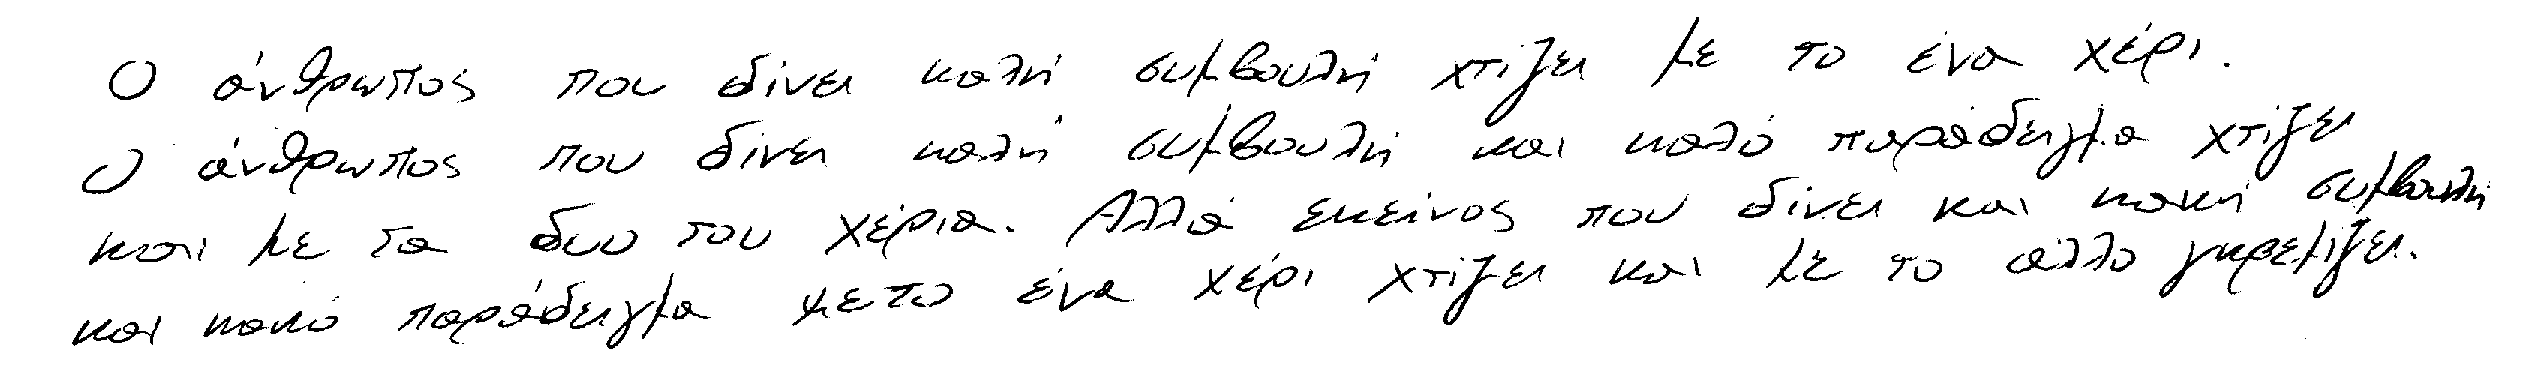 Ο άνθρωπος που δίνει καλή συμβουλή χτίζει με το ένα χέρι.
Ο άνθρωπος που δίνει καλή συμβουλή και καλό παράδειγμα χτίζει
και με τα δυο του χέρια. Αλλά εκείνος που δίνει και κακή συμβουλή
και κακό παράδειγμα με το ένα χέρι χτίζει και με το άλλο γκρεμίζει.